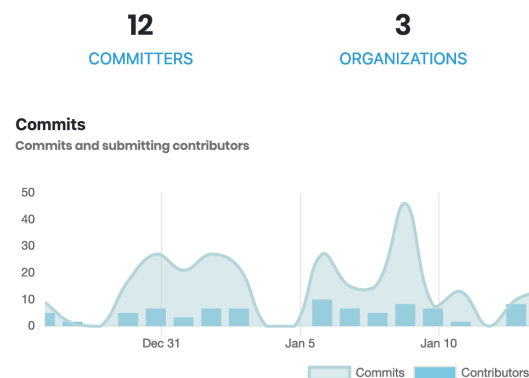 12 3
COMMITTERS ORGANIZATIONS
Commits
Commits and submitting contributors
50
40
30
20
10
0
Dec 31 Jan 5 Jan 10
Commits Contributors